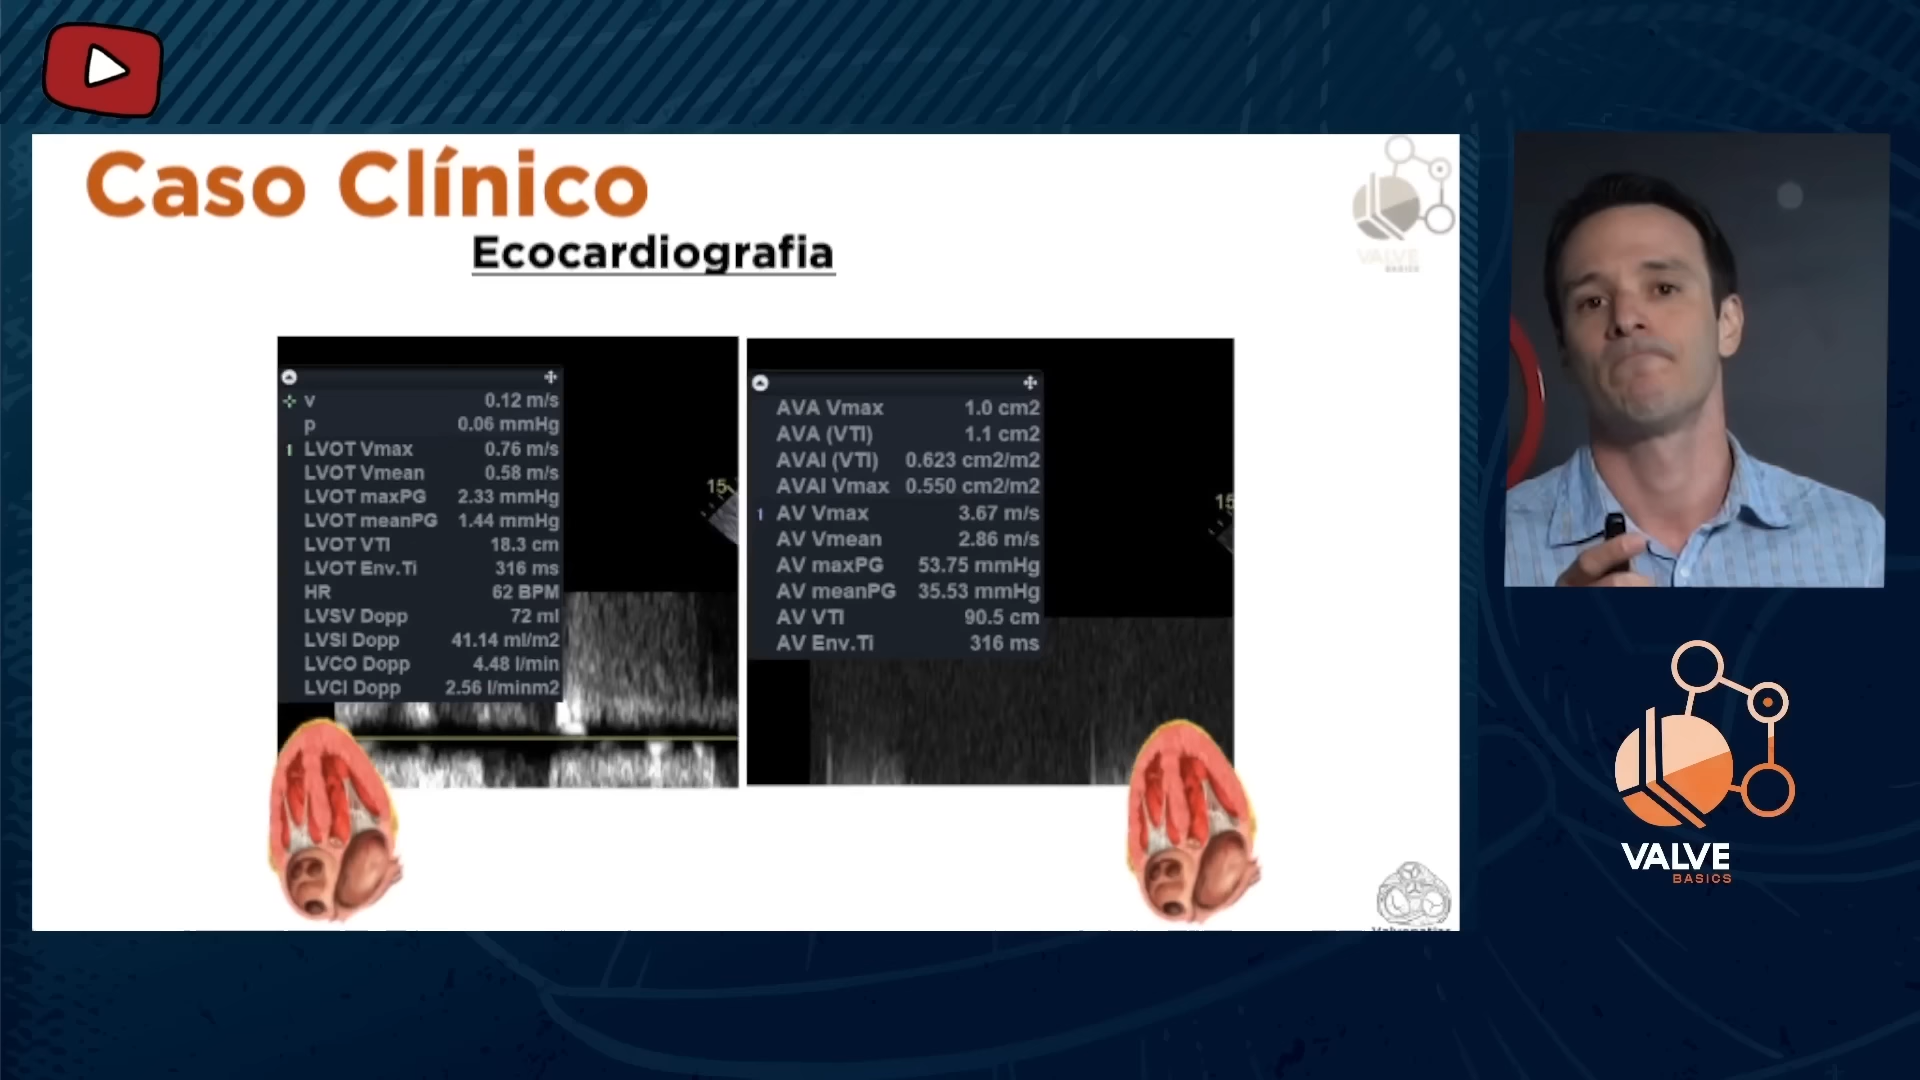 Caso Clínico
Ecocardiografia
VALVE
BASICS
v 0.12 m/s
p 0.06 mmHg
1 LVOT Vmax 0.76 m/s
LVOT Vmean 0.58 m/s
LVOT maxPG 2.33 mmHg
LVOT meanPG 1.44 mmHg
LVOT VTI 18.3 cm
LVOT Env.Ti 316 ms
HR 62 BPM
LVSV Dopp 72 ml
LVSI Dopp 41.14 ml/m2
LVCO Dopp 4.48 l/min
LVCI Dopp 2.56 l/minm2
15
AVA Vmax 1.0 cm2
AVA (VTI) 1.1 cm2
AVAI (VTI) 0.623 cm2/m2
AVAI Vmax 0.550 cm2/m2
1 AV Vmax 3.67 m/s
AV Vmean 2.86 m/s
AV maxPG 53.75 mmHg
AV meanPG 35.53 mmHg
AV VTI 90.5 cm
AV Env.Ti 316 ms
15
VALVE
BASICS